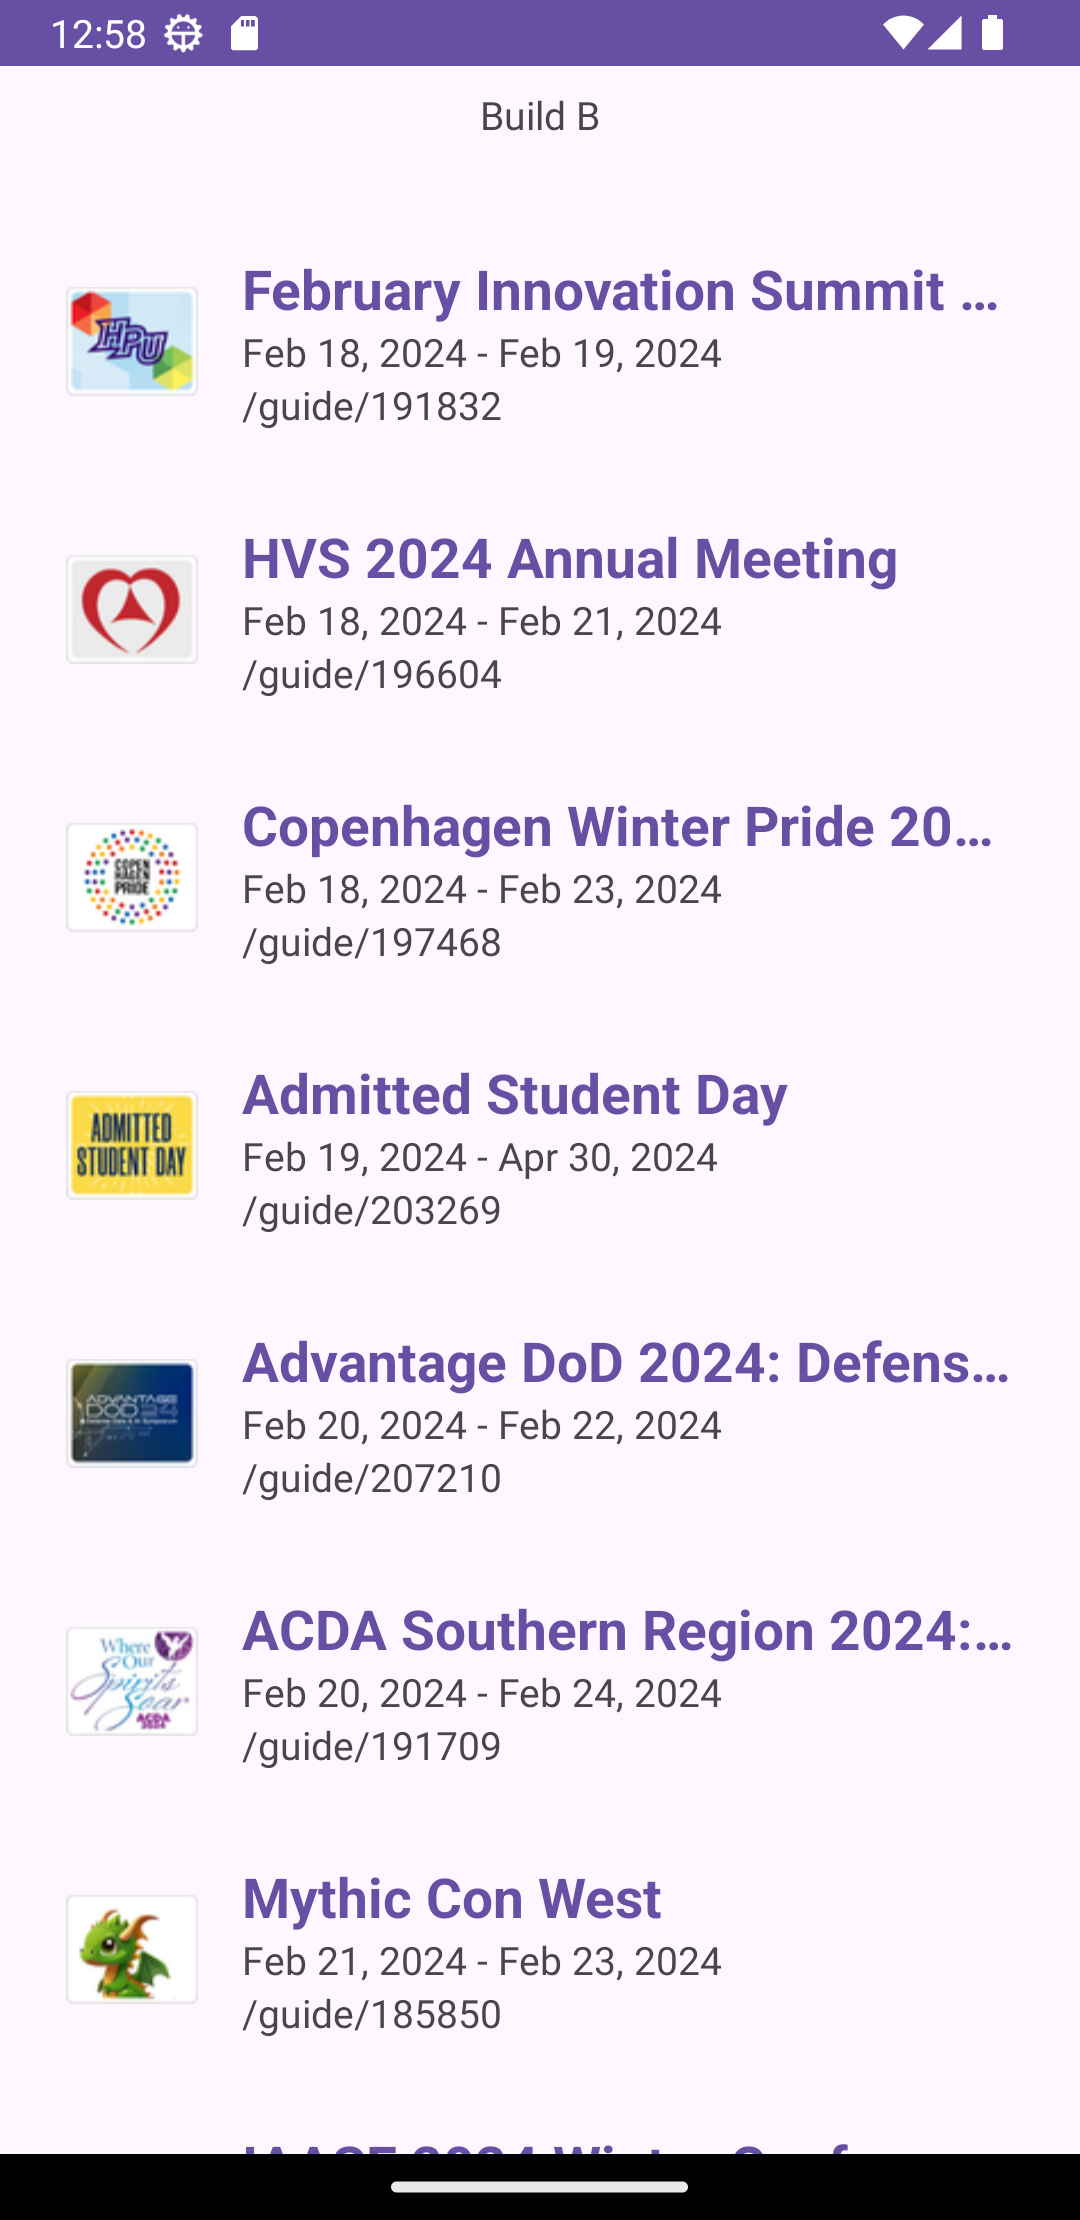 12:58
Build B
February Innovation Summit ...
Feb 18, 2024 - Feb 19, 2024
/guide/191832
HPU
HVS 2024 Annual Meeting
Feb 18, 2024 - Feb 21, 2024
/guide/196604
Copenhagen Winter Pride 20...
Feb 18, 2024 - Feb 23, 2024
/guide/197468
COPEN
HAGEN
PRIDE
Admitted Student Day
Feb 19, 2024 - Apr 30, 2024
/guide/203269
ADMITTED
STUDENT DAY
Advantage DoD 2024: Defens...
Feb 20, 2024 - Feb 22, 2024
/guide/207210
ADVANTAGE
DOD 24
ACDA Southern Region 2024:...
Feb 20, 2024 - Feb 24, 2024
/guide/191709
Where
Our
Spirits
Soar
ACDA
2024
Mythic Con West
Feb 21, 2024 - Feb 23, 2024
/guide/185850